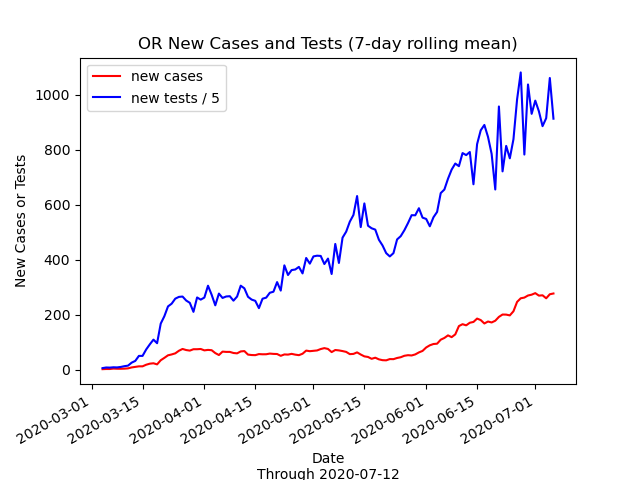 OR New Cases and Tests (7-day rolling mean)
new cases
new tests / 5
New Cases or Tests
1000
800
600
400
200
0
2020-03-01
2020-03-15
2020-04-01
2020-04-15
2020-05-01
2020-05-15
2020-06-01
2020-06-15
2020-07-01
Date
Through 2020-07-12